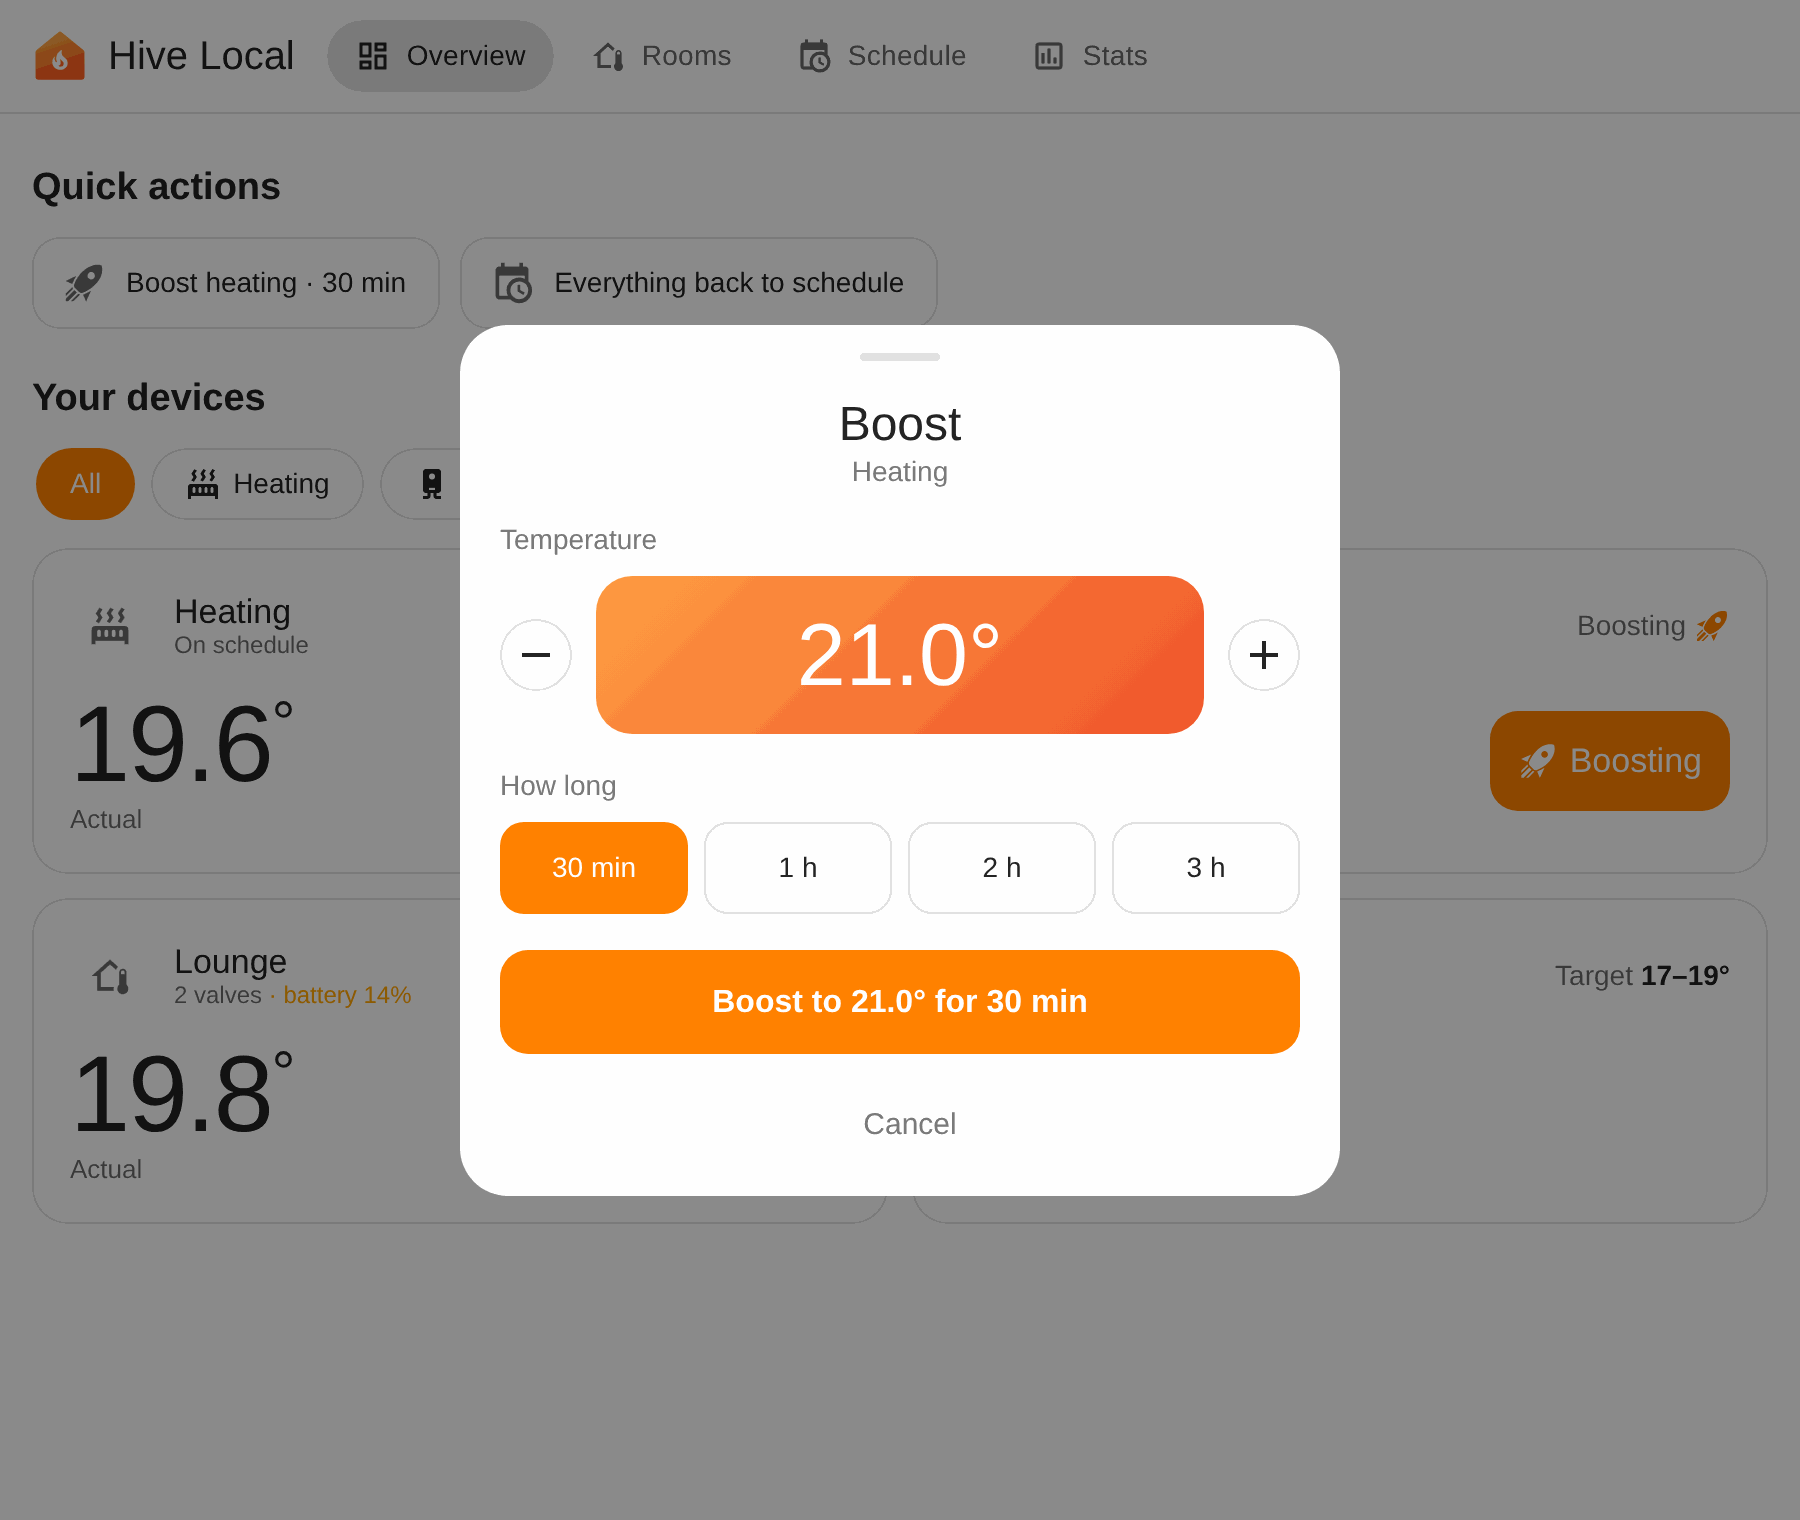 Hive Local
Overview
Rooms
Schedule
Stats
Quick actions
Boost heating · 30 min
Everything back to schedule
Your devices
All
Heating
Heating
On schedule
19.6°
Actual
Boosting
Boosting
Lounge
2 valves · battery 14%
19.8°
Actual
Target 17–19°
Boost
Heating
Temperature
21.0°
How long
30 min
1 h
2 h
3 h
Boost to 21.0° for 30 min
Cancel